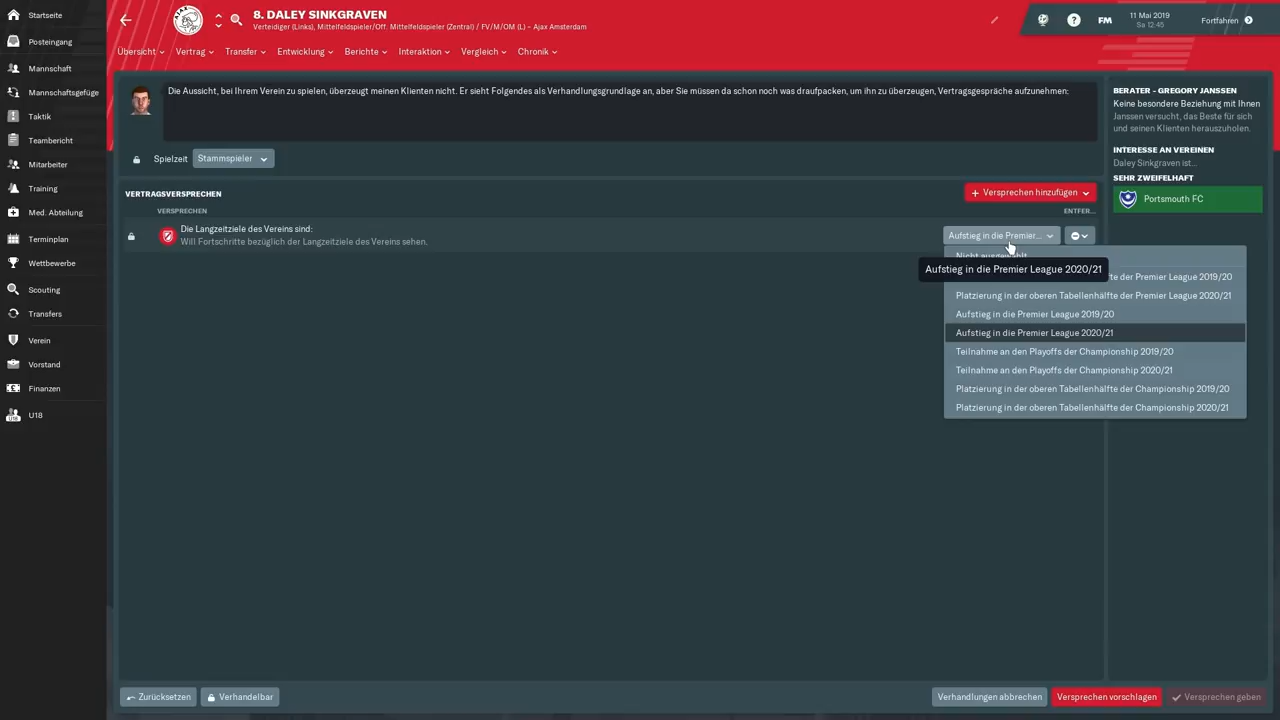 8. DALEY SINKGRAVEN
Verteidiger (Links), Mittelfeldspieler/Off. Mittelfeldspieler (Zentral) / FV/M/OM (L) - Ajax Amsterdam
11 Mai 2019
Sa 12.45
FM
Fortfahren
Startseite
Posteingang
Mannschaft
Mannschaftsgefüge
Taktik
Teambericht
Mitarbeiter
Training
Med. Abteilung
Terminplan
Wettbewerbe
Scouting
Transfers
Verein
Vorstand
Finanzen
U18
Übersicht
Vertrag
Transfer
Entwicklung
Berichte
Interaktion
Vergleich
Chronik
Die Aussicht, bei Ihrem Verein zu spielen, überzeugt meinen Klienten nicht. Er sieht Folgendes als Verhandlungsgrundlage an, aber Sie müssen da schon noch was draufpacken, um ihn zu überzeugen, Vertragsgespräche aufzunehmen:
Spielzeit
Stammspieler
VERTRAGSVERSPRECHEN
Versprechen hinzufügen
VERSPRECHEN
ENTFER...
Die Langzeitziele des Vereins sind:
Will Fortschritte bezüglich der Langzeitziele des Vereins sehen.
Aufstieg in die Premier...
Nicht ausgewählt
Aufstieg in die Premier League 2020/21
te der Premier League 2019/20
Platzierung in der oberen Tabellenhälfte der Premier League 2020/21
Aufstieg in die Premier League 2019/20
Aufstieg in die Premier League 2020/21
Teilnahme an den Playoffs der Championship 2019/20
Teilnahme an den Playoffs der Championship 2020/21
Platzierung in der oberen Tabellenhälfte der Championship 2019/20
Platzierung in der oberen Tabellenhälfte der Championship 2020/21
BERATER - GREGORY JANSSEN
Keine besondere Beziehung mit Ihnen
Janssen versucht, das Beste für sich
und seinen Klienten herauszuholen.
INTERESSE AN VEREINEN
Daley Sinkgraven ist...
SEHR ZWEIFELHAFT
Portsmouth FC
Zurücksetzen
Verhandelbar
Verhandlungen abbrechen
Versprechen vorschlagen
Versprechen geben